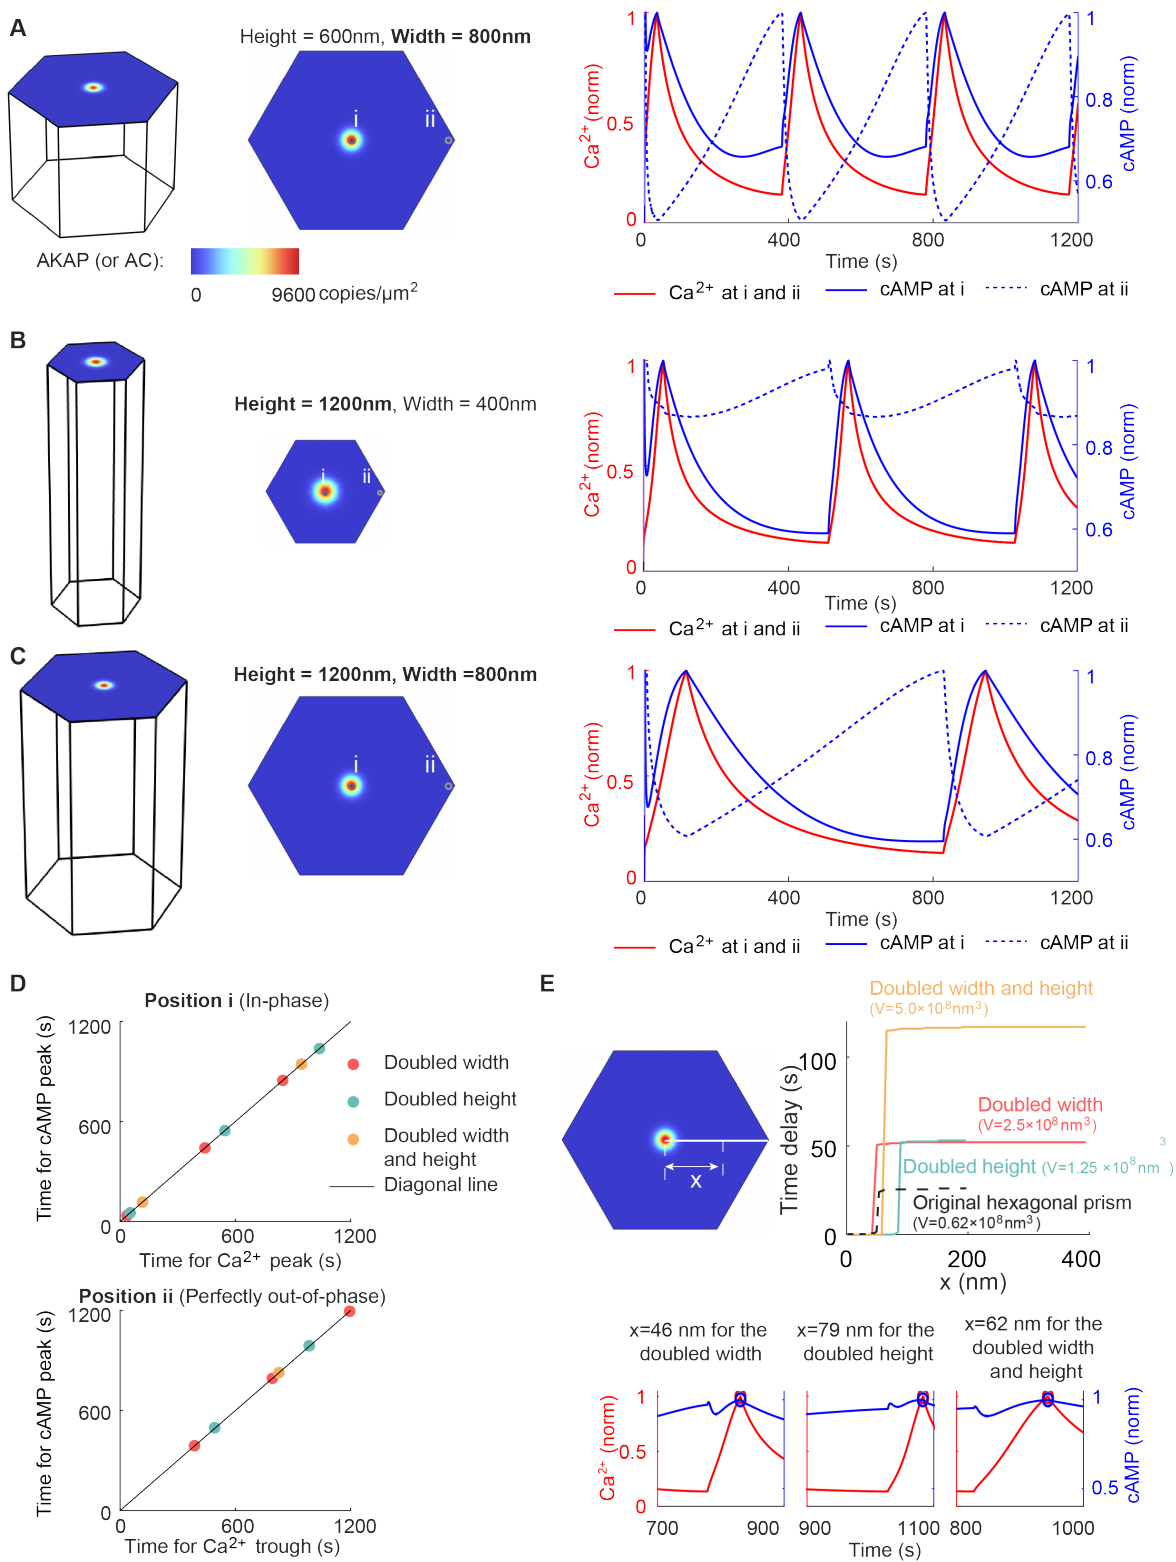 A
Height = 600nm, Width = 800nm
i
ii
AKAP (or AC):
0
9600 copies/µm²
Ca²⁺ (norm)
1
0.5
0
cAMP (norm)
1
0.8
0.6
0
400
800
1200
Time (s)
Ca²⁺ at i and ii
cAMP at i
cAMP at ii
B
Height = 1200nm, Width = 400nm
i
ii
Ca²⁺ (norm)
1
0.5
0
cAMP (norm)
1
0.8
0.6
0
400
800
1200
Time (s)
Ca²⁺ at i and ii
cAMP at i
cAMP at ii
C
Height = 1200nm, Width =800nm
i
ii
Ca²⁺ (norm)
1
0.5
0
cAMP (norm)
1
0.8
0.6
0
400
800
1200
Time (s)
Ca²⁺ at i and ii
cAMP at i
cAMP at ii
D
Position i (In-phase)
Time for cAMP peak (s)
1200
600
0
0
600
1200
Time for Ca²⁺ peak (s)
Doubled width
Doubled height
Doubled width
and height
Diagonal line
Position ii (Perfectly out-of-phase)
Time for cAMP peak (s)
1200
600
0
0
600
1200
Time for Ca²⁺ trough (s)
E
x
Time delay (s)
100
50
0
0
200
400
x (nm)
Doubled width and height
(V=5.0×10⁸nm³)
Doubled width
(V=2.5×10⁸nm³)
Doubled height (V=1.25 ×10⁸nm³)
Original hexagonal prism
(V=0.62×10⁸nm³)
x=46 nm for the
doubled width
x=79 nm for the
doubled height
x=62 nm for the
doubled width
and height
Ca²⁺ (norm)
1
0.5
0
cAMP (norm)
1
0.5
700
900
900
1100
800
1000
Time (s)